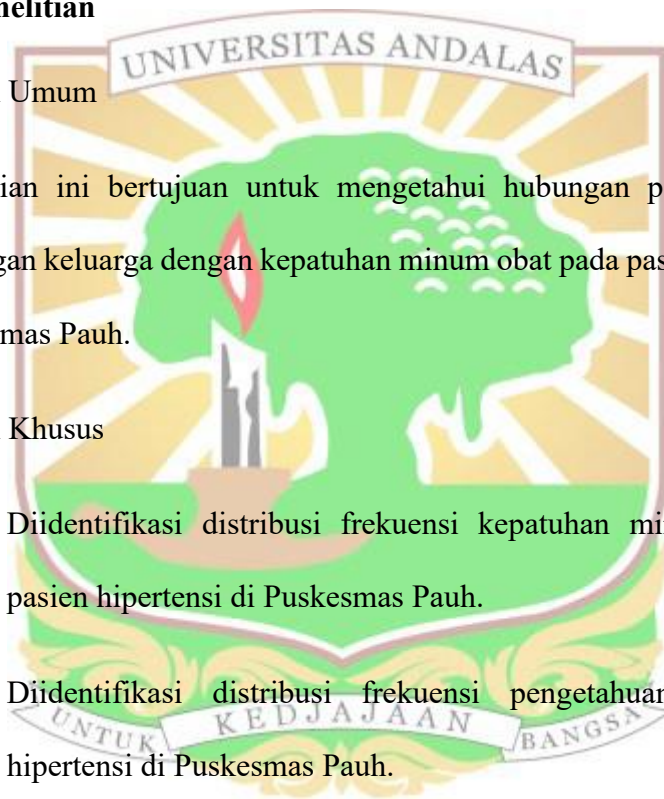 nelitian
UNIVERSITAS ANDALAS
Umum
ian ini bertujuan untuk mengetahui hubungan p
gan keluarga dengan kepatuhan minum obat pada pas
mas Pauh.
Khusus
Diidentifikasi distribusi frekuensi kepatuhan mi
pasien hipertensi di Puskesmas Pauh.
Diidentifikasi distribusi frekuensi pengetahuan
UNTUK KEDJAJAAN BANGSA
hipertensi di Puskesmas Pauh.